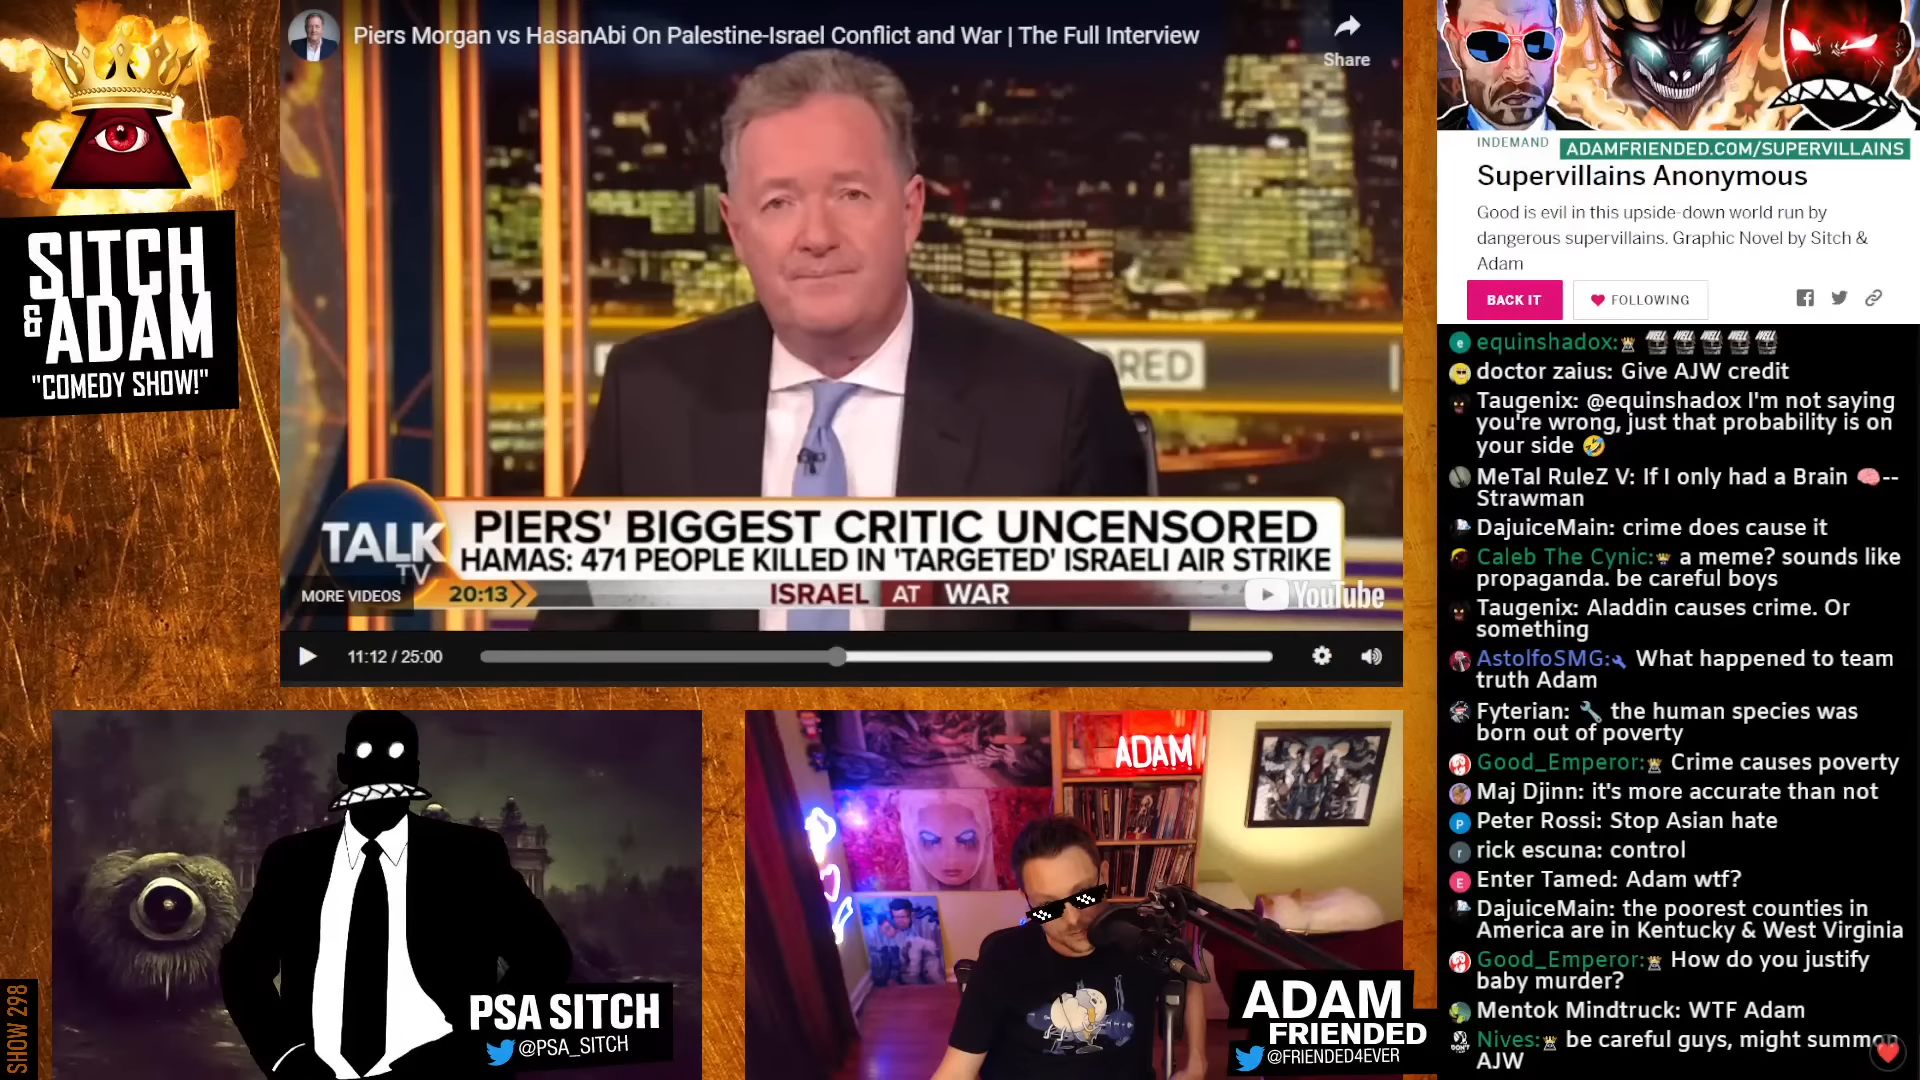 SITCH
& ADAM
"COMEDY SHOW!"
SHOW 298
Piers Morgan vs HasanAbi On Palestine-Israel Conflict and War | The Full Interview
Share
RED
TALK
TV
PIERS' BIGGEST CRITIC UNCENSORED
HAMAS: 471 PEOPLE KILLED IN 'TARGETED' ISRAELI AIR STRIKE
MORE VIDEOS
20:13
ISRAEL AT WAR
YouTube
11:12 / 25:00
PSA SITCH
@PSA_SITCH
ADAM
ADAM
FRIENDED
@FRIENDED4EVER
INDEMAND
ADAMFRIENDED.COM/SUPERVILLAINS
Supervillains Anonymous
Good is evil in this upside-down world run by
dangerous supervillains. Graphic Novel by Sitch &
Adam
BACK IT
FOLLOWING
equinshadox:
doctor zaius: Give AJW credit
Taugenix: @equinshadox I'm not saying
you're wrong, just that probability is on
your side 🤣
MeTal RuleZ V: If I only had a Brain 🧠--
Strawman
DajuiceMain: crime does cause it
Caleb The Cynic: a meme? sounds like
propaganda. be careful boys
Taugenix: Aladdin causes crime. Or
something
AstolfoSMG: What happened to team
truth Adam
Fyterian: 🔧 the human species was
born out of poverty
Good_Emperor: Crime causes poverty
Maj Djinn: it's more accurate than not
Peter Rossi: Stop Asian hate
rick escuna: control
Enter Tamed: Adam wtf?
DajuiceMain: the poorest counties in
America are in Kentucky & West Virginia
Good_Emperor: How do you justify
baby murder?
Mentok Mindtruck: WTF Adam
Nives: be careful guys, might summon
AJW